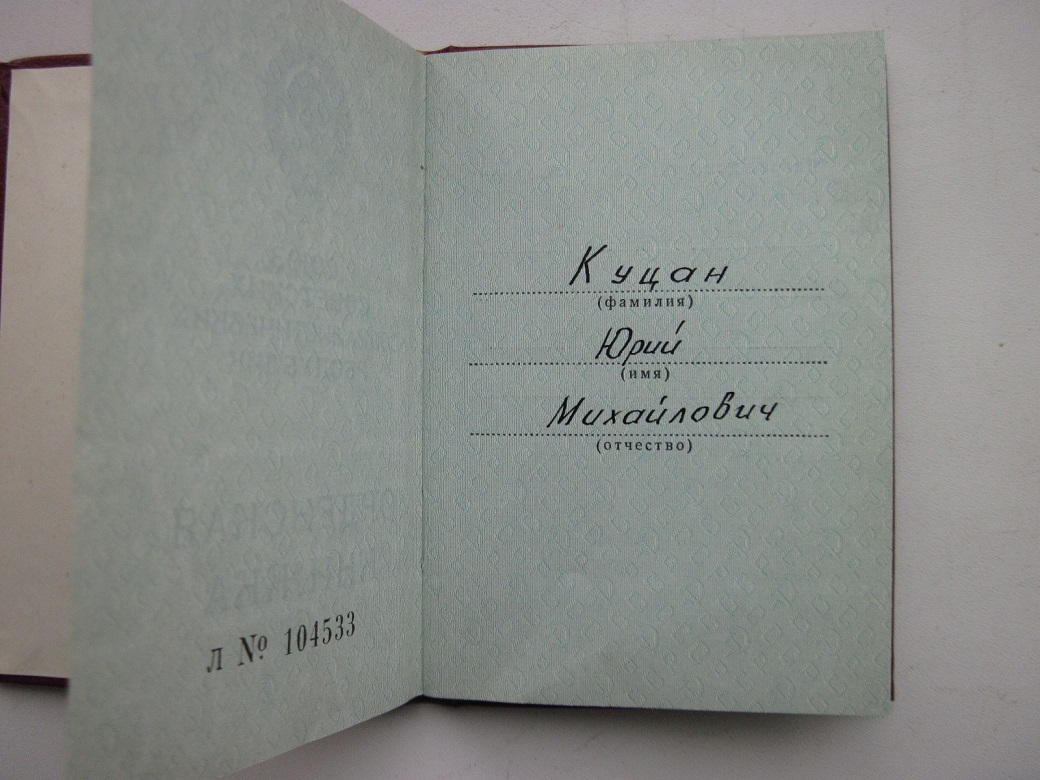 л № 104533
Куцан
(фамилия)
Юрий
(имя)
Михайлович
(отчество)